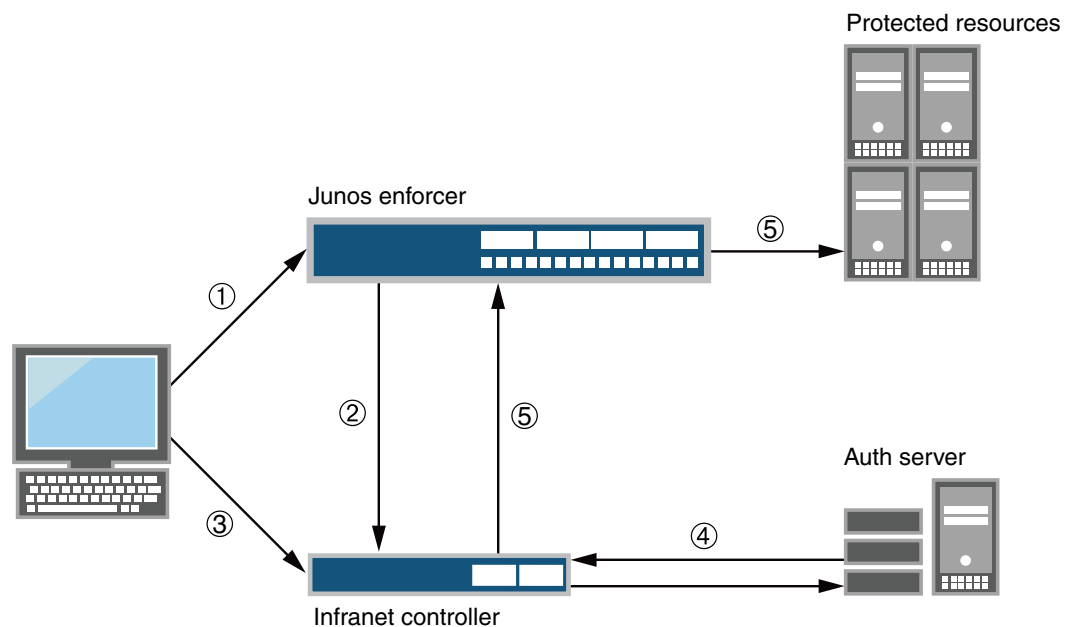 Protected resources
Junos enforcer
⑤
①
②
⑤
Auth server
③
④
Infranet controller